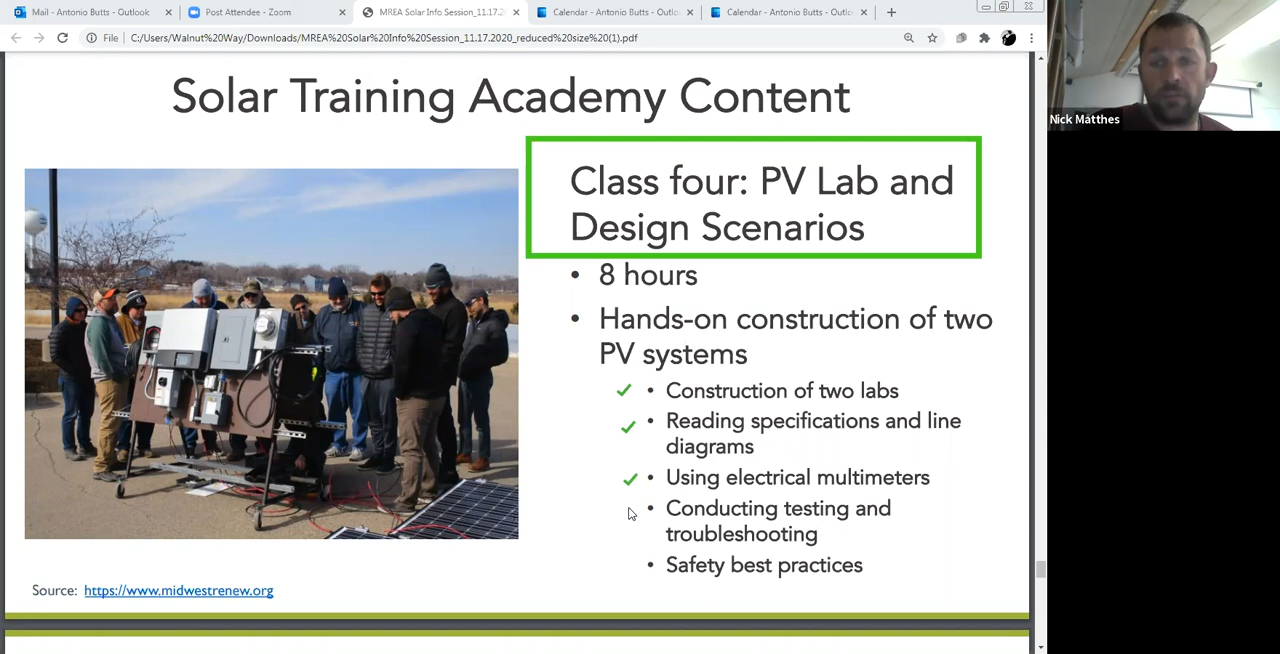 Mail - Antonio Butts - Outlook
Post Attendee - Zoom
MREA Solar Info Session_11.17.2020
Calendar - Antonio Butts - Outlo
Calendar - Antonio Butts - Outlo
File
C:/Users/Walnut%20Way/Downloads/MREA%20Solar%20Info%20Session_11.17.2020_reduced%20size%20(1).pdf
Solar Training Academy Content
Class four: PV Lab and
Design Scenarios
• 8 hours
• Hands-on construction of two
PV systems
• Construction of two labs
• Reading specifications and line
diagrams
• Using electrical multimeters
• Conducting testing and
troubleshooting
• Safety best practices
Source: https://www.midwestrenew.org
Nick Matthes